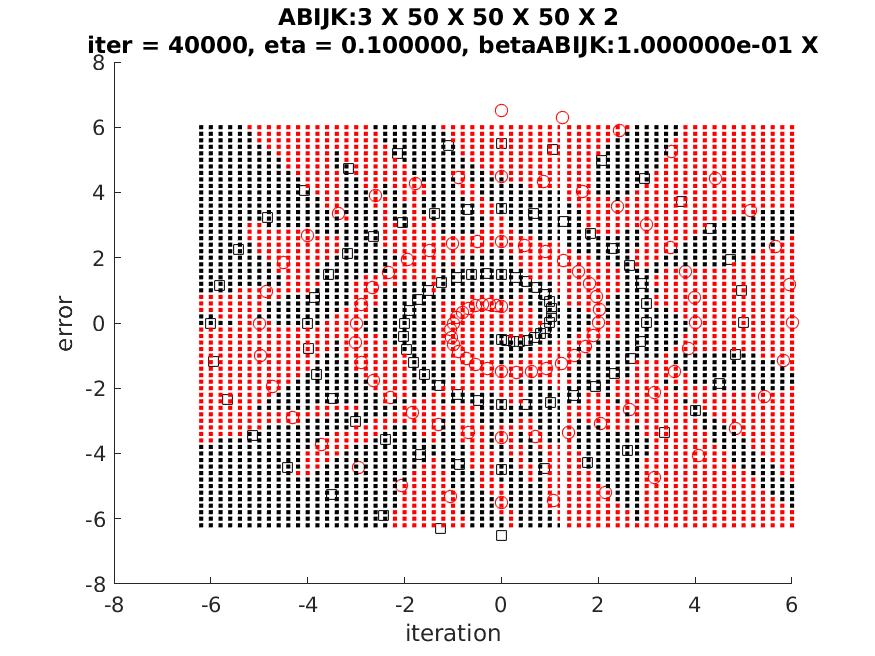 ABIJK:3 X 50 X 50 X 50 X 2
iter = 40000, eta = 0.100000, betaABIJK:1.000000e-01 X
8
6
4
2
0
-2
-4
-6
-8
error
-8 -6 -4 -2 0 2 4 6
iteration